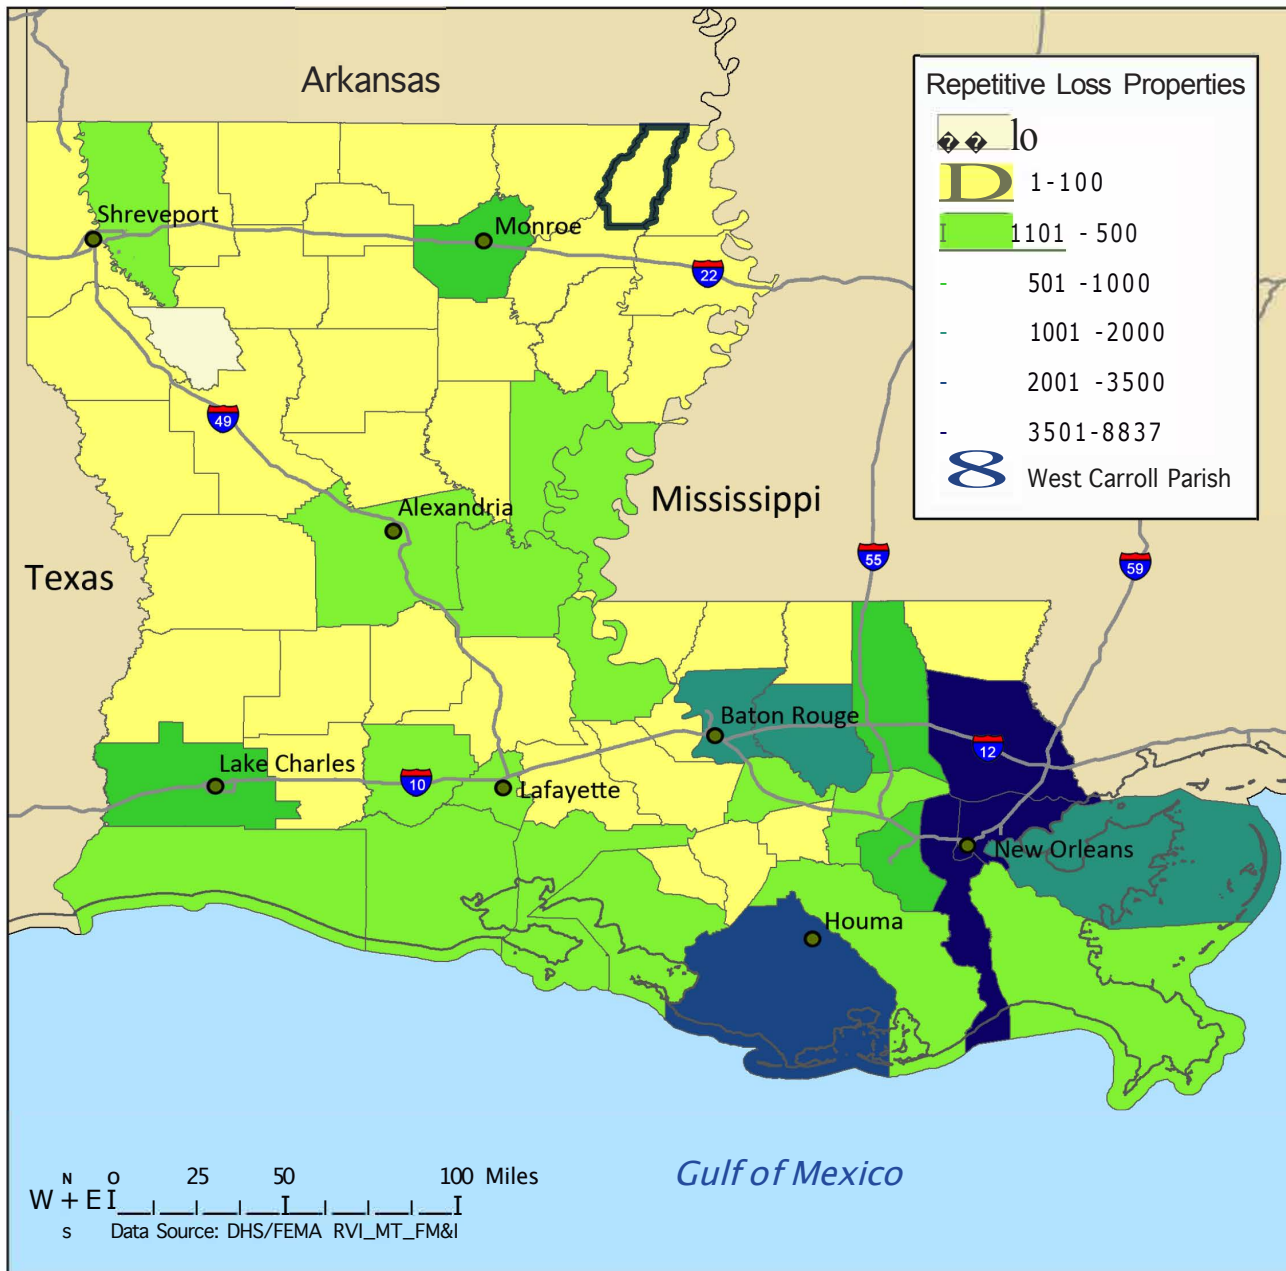 Arkansas
Repetitive Loss Properties
�� lo
D 1-100
I 1101 - 500
- 501 -1000
- 1001 -2000
- 2001 -3500
- 3501-8837
8 West Carroll Parish
Shreveport
Monroe
22
49
Alexandria
Mississippi
Texas
55
59
Baton Rouge
12
Lake Charles
10
Lafayette
New Orleans
Houma
Gulf of Mexico
N O 25 50 100 Miles
W + E I I I
s Data Source: DHS/FEMA RVI_MT_FM&I